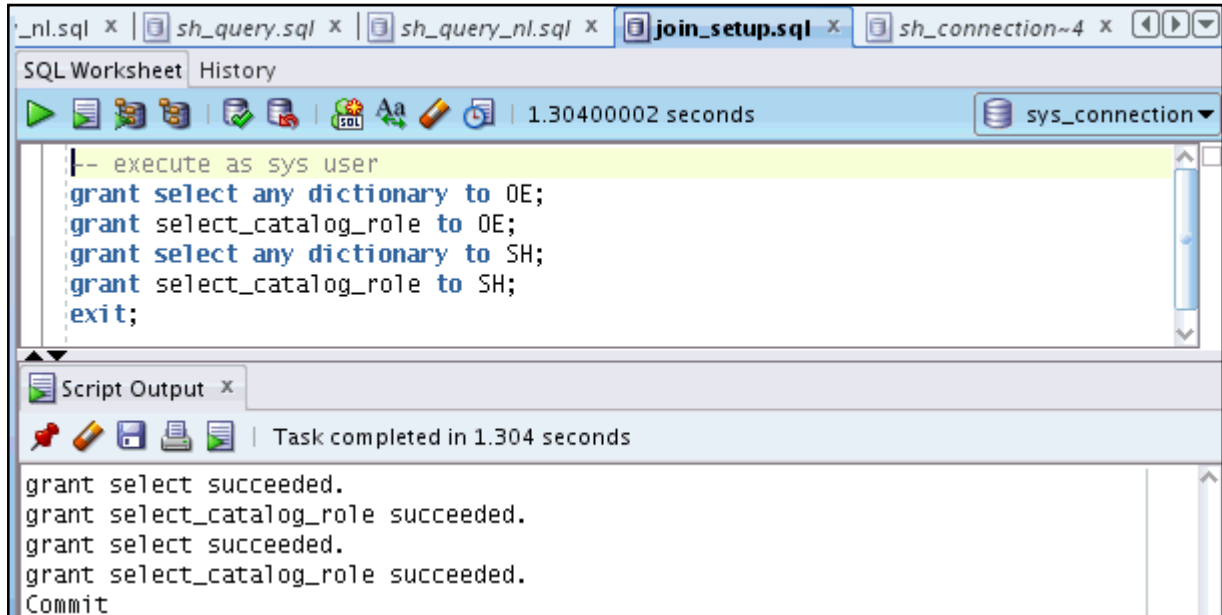 _nl.sql x sh_query.sql x sh_query_nl.sql x join_setup.sql x sh_connection~4 x
SQL Worksheet History
SQL Aa 1.30400002 seconds sys_connection
-- execute as sys user
grant select any dictionary to OE;
grant select_catalog_role to OE;
grant select any dictionary to SH;
grant select_catalog_role to SH;
exit;
Script Output x
Task completed in 1.304 seconds
grant select succeeded.
grant select_catalog_role succeeded.
grant select succeeded.
grant select_catalog_role succeeded.
Commit